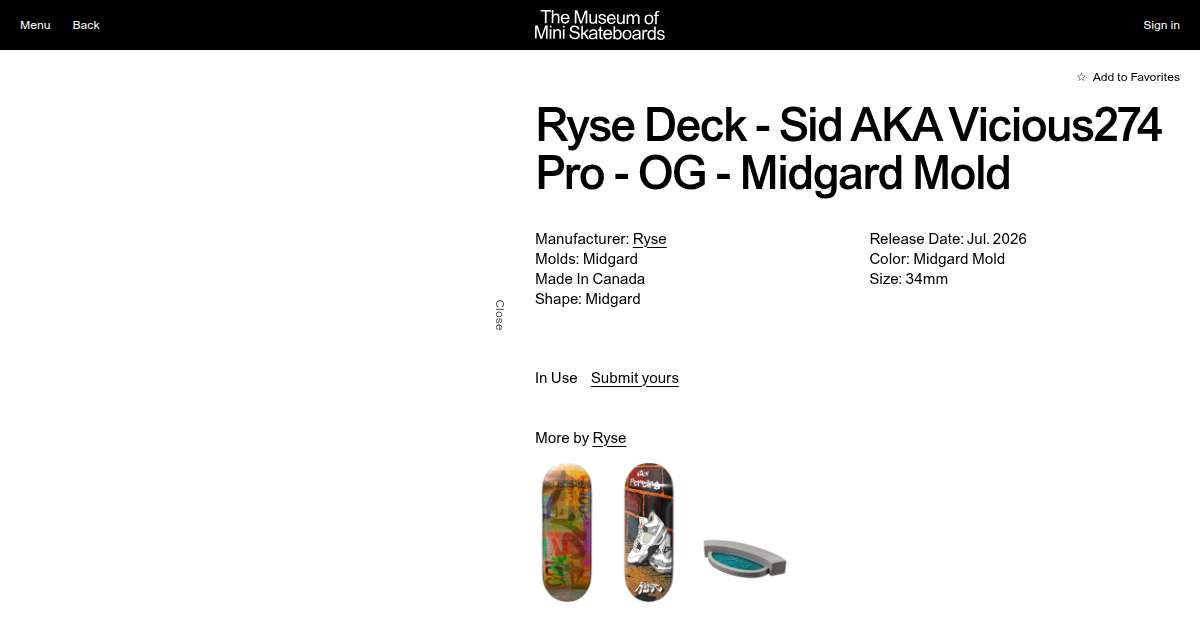 Menu
Back
The Museum of
Mini Skateboards
Sign in
☆ Add to Favorites
Ryse Deck - Sid AKA Vicious274
Pro - OG - Midgard Mold
Manufacturer: Ryse
Molds: Midgard
Made In Canada
Shape: Midgard
Release Date: Jul. 2026
Color: Midgard Mold
Size: 34mm
Close
In Use
Submit yours
More by Ryse